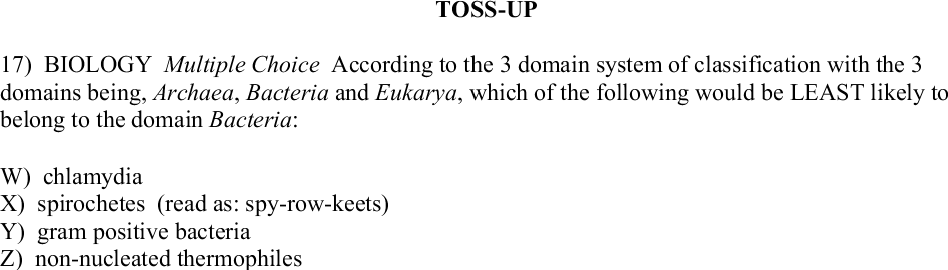 TOSS-UP
17) BIOLOGY Multiple Choice According to the 3 domain system of classification with the 3
domains being, Archaea, Bacteria and Eukarya, which of the following would be LEAST likely to
belong to the domain Bacteria:
W) chlamydia
X) spirochetes (read as: spy-row-keets)
Y) gram positive bacteria
Z) non-nucleated thermophiles